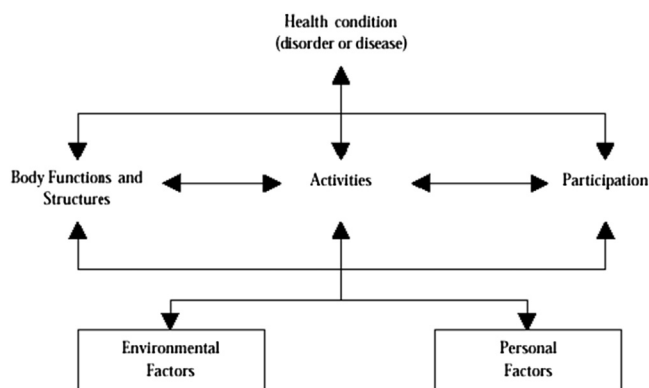 Health condition
(disorder or disease)
Body Functions and
Structures
Activities
Participation
Environmental
Factors
Personal
Factors